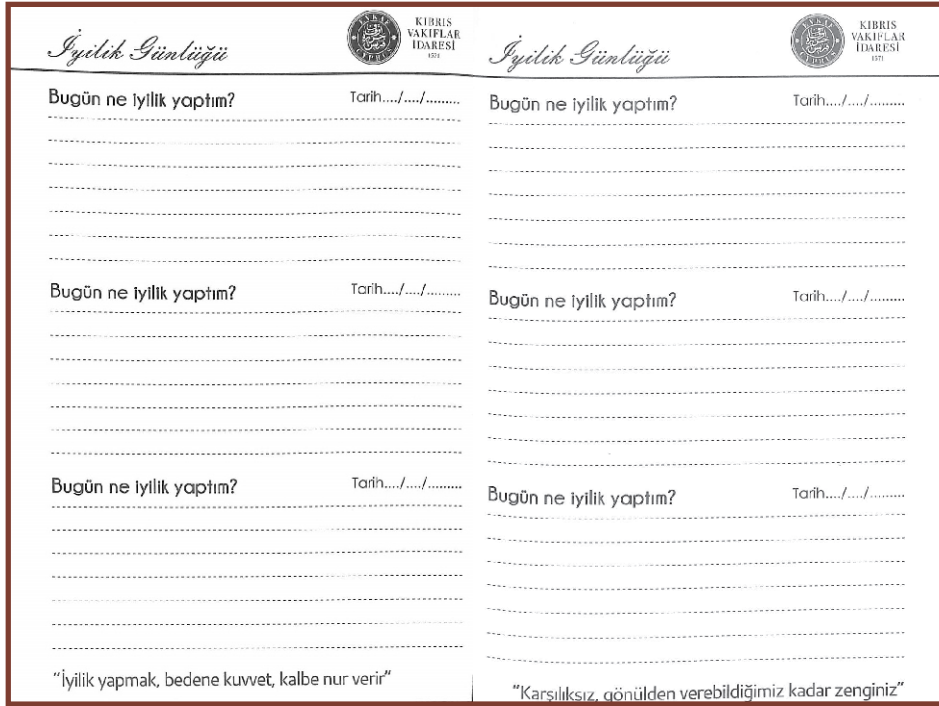 İyilik Günlüğü
KIBRIS
VAKIFLAR
İDARESİ
1571
Bugün ne iyilik yaptım? Tarih..../..../.........
Bugün ne iyilik yaptım? Tarih..../..../.........
Bugün ne iyilik yaptım? Tarih..../..../.........
"İyilik yapmak, bedene kuvvet, kalbe nur verir"
İyilik Günlüğü
KIBRIS
VAKIFLAR
İDARESİ
1571
Bugün ne iyilik yaptım? Tarih..../..../.........
Bugün ne iyilik yaptım? Tarih..../..../.........
Bugün ne iyilik yaptım? Tarih..../..../.........
"Karşılıksız, gönülden verebildiğimiz kadar zenginiz"